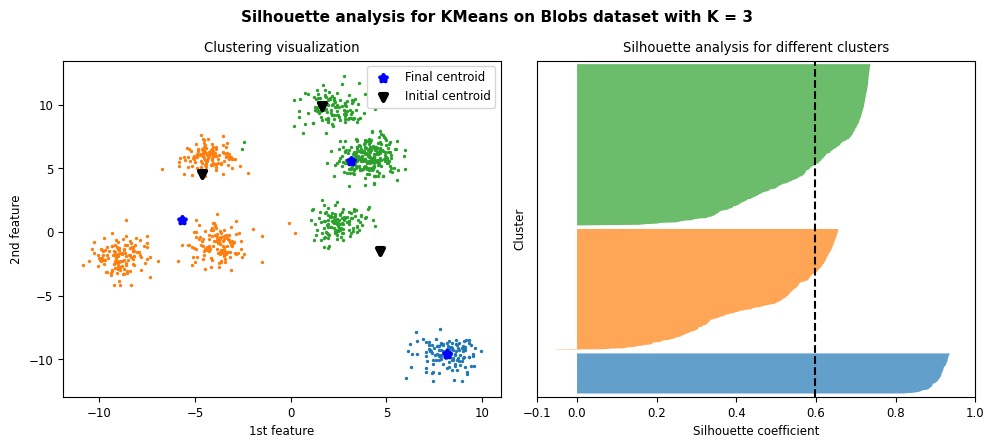 Silhouette analysis for KMeans on Blobs dataset with K = 3
Clustering visualization
Final centroid
Initial centroid
10
5
0
−5
−10
2nd feature
−10
−5
0
5
10
1st feature
Silhouette analysis for different clusters
Cluster
−0.1
0.0
0.2
0.4
0.6
0.8
1.0
Silhouette coefficient